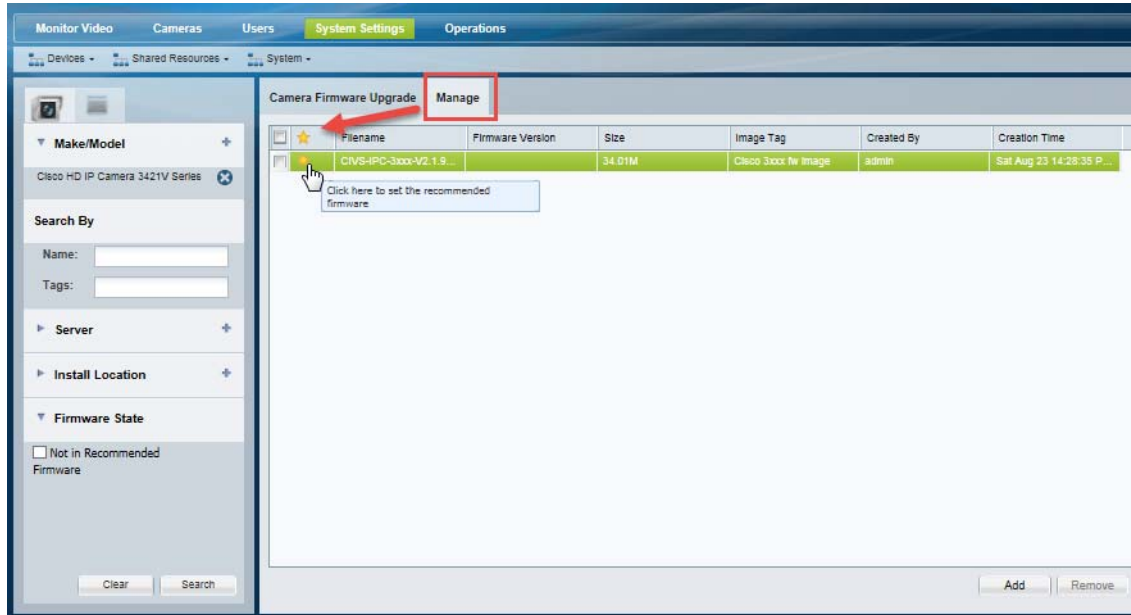 Monitor Video Cameras Users System Settings Operations
Devices Shared Resources System
Camera Firmware Upgrade Manage
Make/Model
Cisco HD IP Camera 3421V Series
Search By
Name:
Tags:
Server
Install Location
Firmware State
Not in Recommended
Firmware
Clear Search
Filename Firmware Version Size Image Tag Created By Creation Time
CIVS-IPC-3xxx-V2.1.9... 34.01M Cisco 3xxx fw image admin Sat Aug 23 14:28:35 P...
Click here to set the recommended
firmware
Add Remove